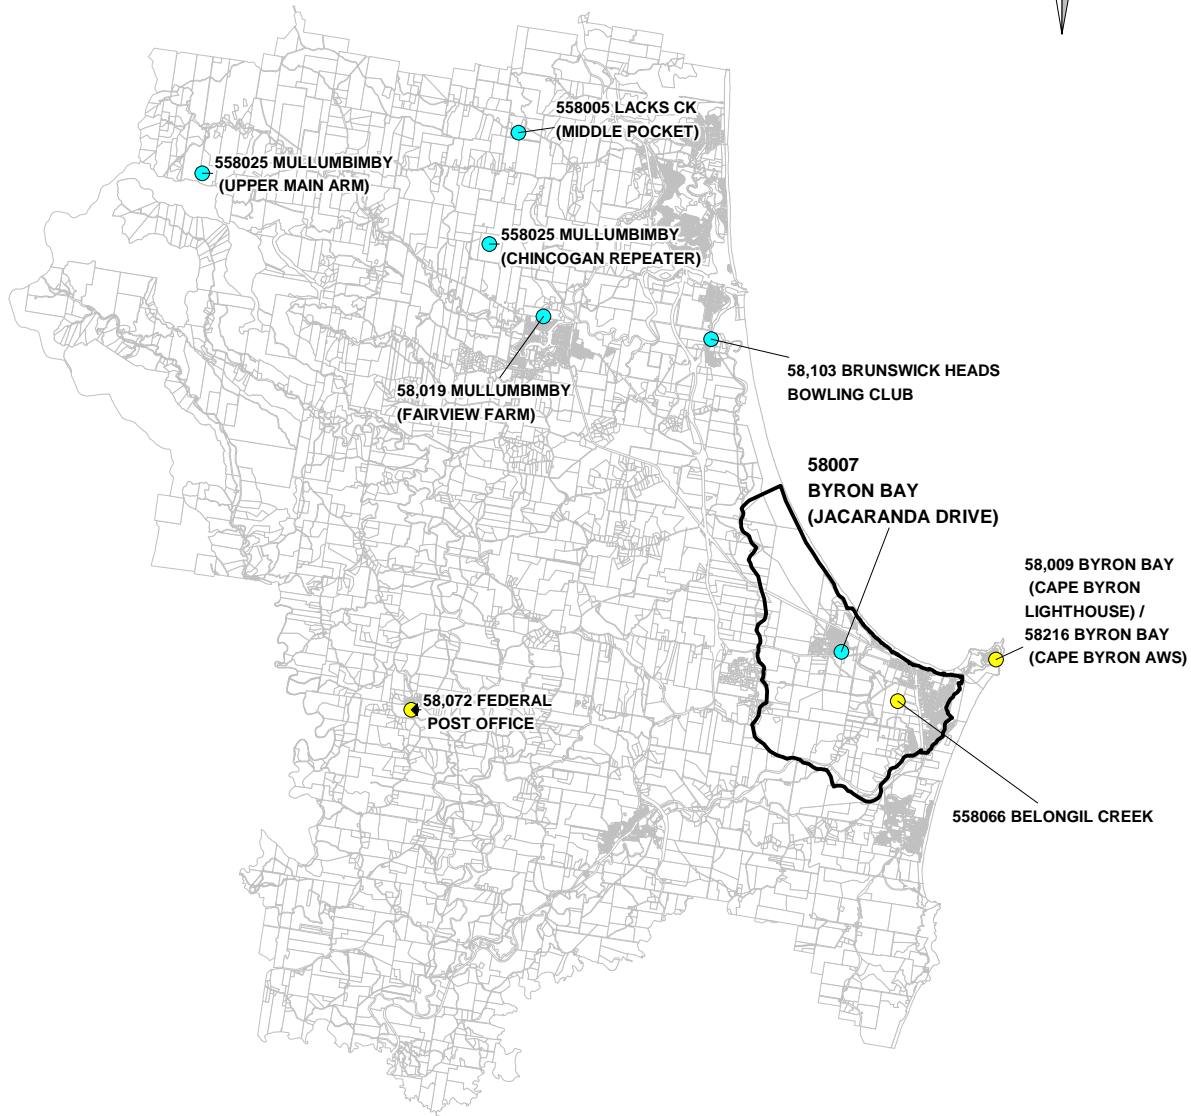 558005 LACKS CK
(MIDDLE POCKET)
558025 MULLUMBIMBY
(UPPER MAIN ARM)
558025 MULLUMBIMBY
(CHINCOGAN REPEATER)
58,019 MULLUMBIMBY
(FAIRVIEW FARM)
58,103 BRUNSWICK HEADS
BOWLING CLUB
58007
BYRON BAY
(JACARANDA DRIVE)
58,009 BYRON BAY
(CAPE BYRON
LIGHTHOUSE) /
58216 BYRON BAY
(CAPE BYRON AWS)
58,072 FEDERAL
POST OFFICE
558066 BELONGIL CREEK